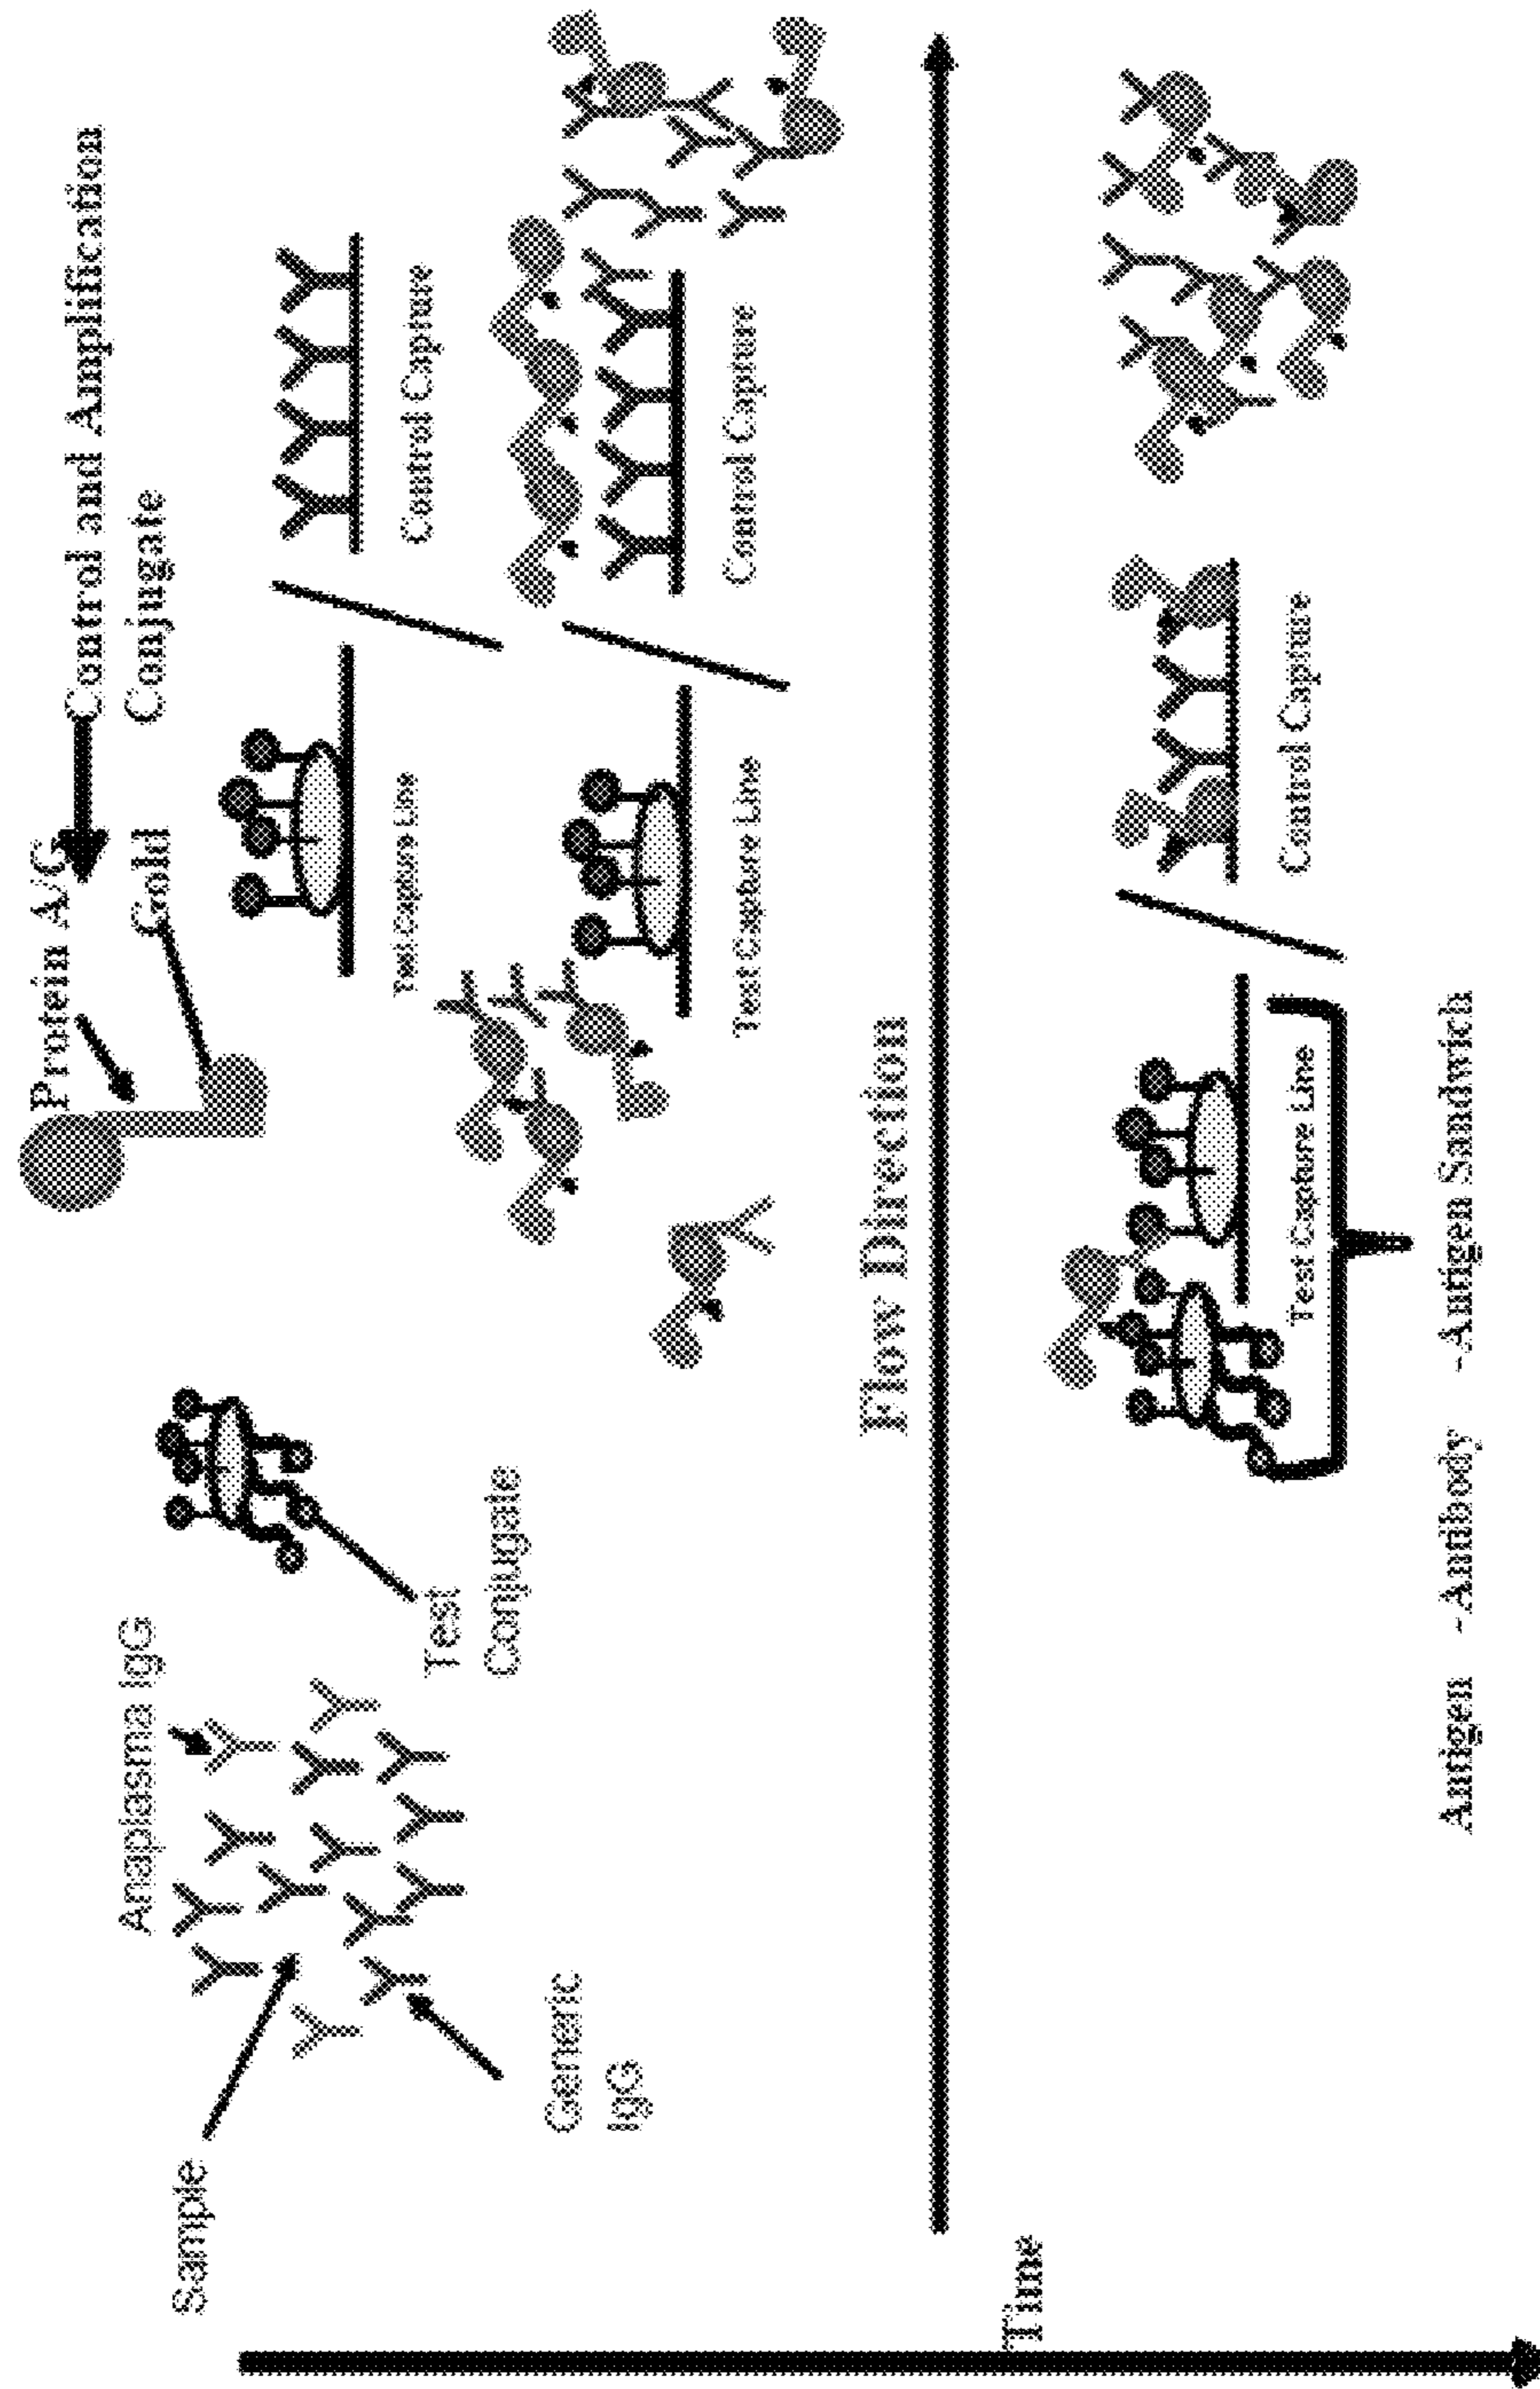 Protein A/G
Control and Amplification
Conjugate
Gold
Anaplasma IgG
Sample
Test
Conjugate
Generic
IgG
Test Capture Line
Control Capture
Test Capture Line
Control Capture
Flow Direction
Time
Test Capture Line
Control Capture
Antigen -Antibody -Antigen Sandwich